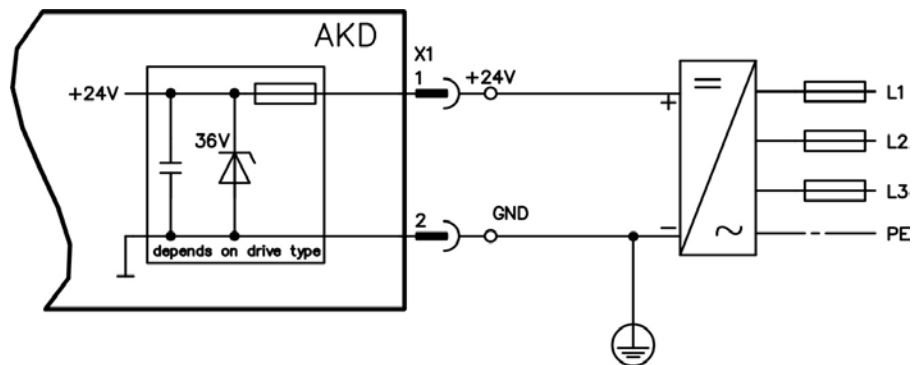 AKD
X1
1
+24V
+24V
+
=
L1
36V
L2
L3
2
GND
−
~
PE
depends on drive type